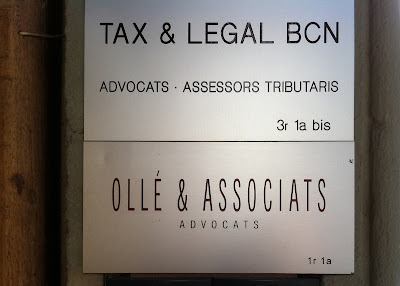 TAX & LEGAL BCN
ADVOCATS · ASSESSORS TRIBUTARIS
3r 1a bis
OLLÉ & ASSOCIATS
ADVOCATS
1r 1a